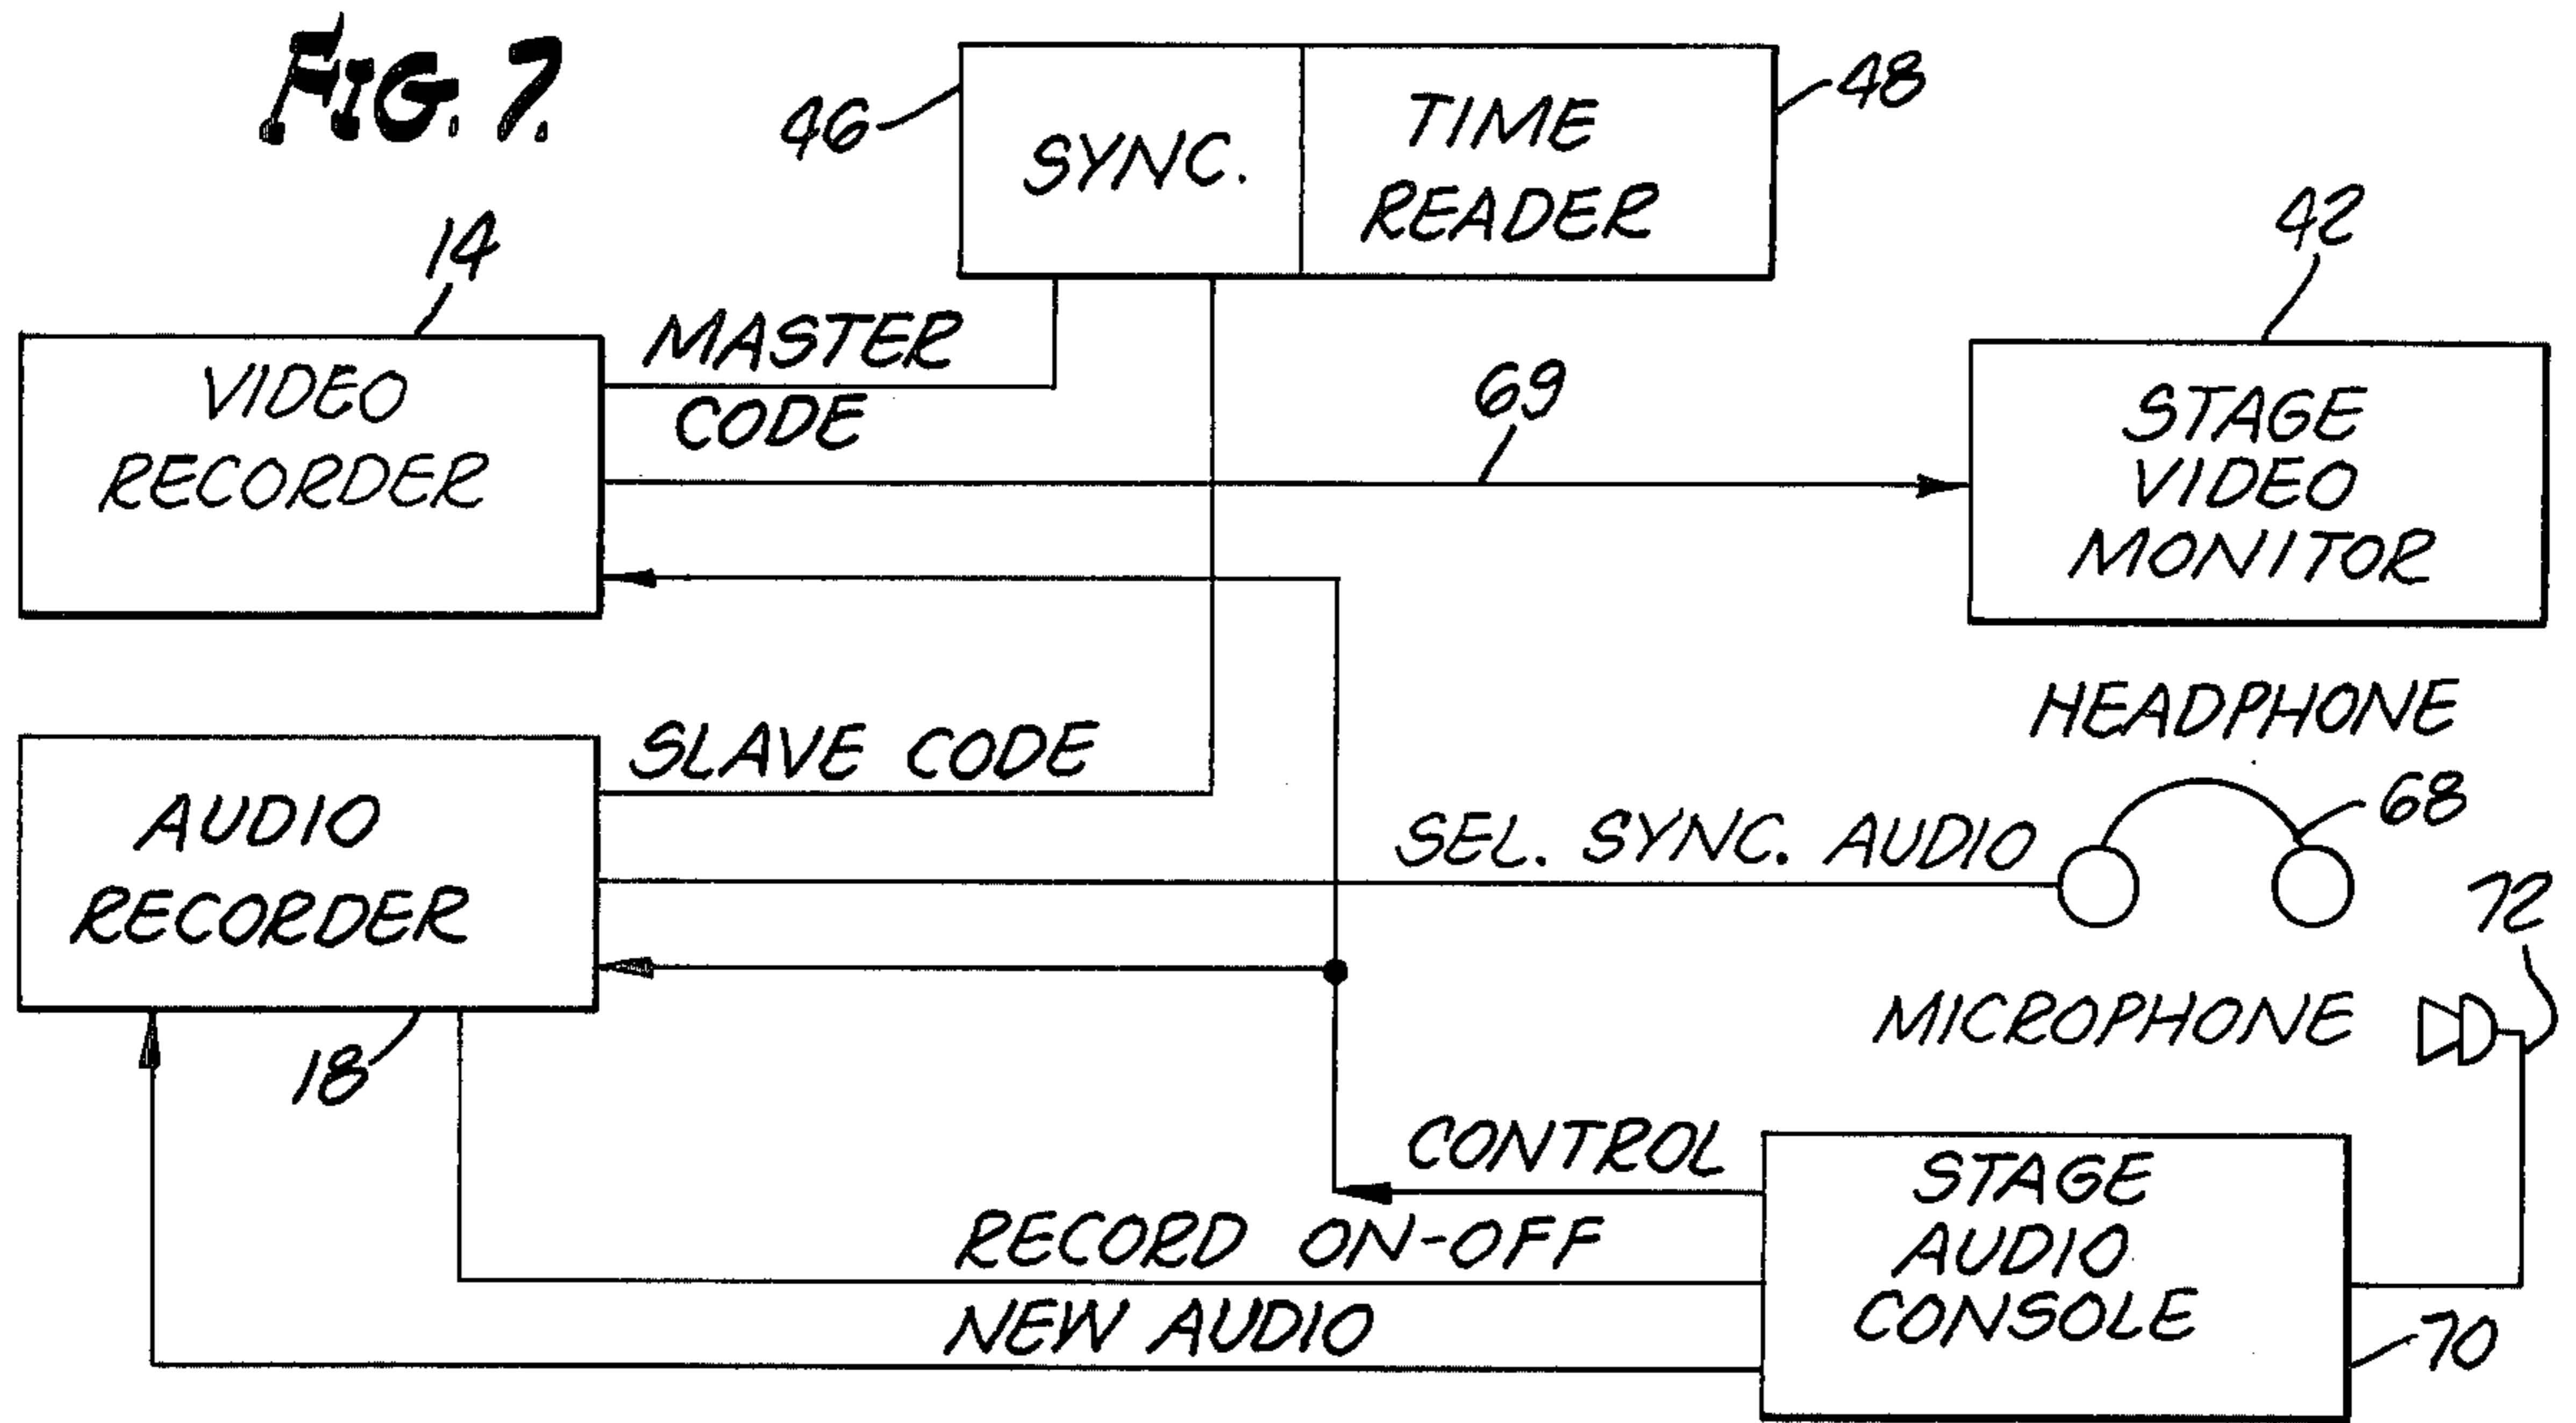 FIG. 7.
46
SYNC.
TIME
READER
48
14
VIDEO
RECORDER
MASTER
CODE
69
42
STAGE
VIDEO
MONITOR
HEADPHONE
68
AUDIO
RECORDER
18
SLAVE CODE
SEL. SYNC. AUDIO
72
MICROPHONE
CONTROL
RECORD ON-OFF
NEW AUDIO
STAGE
AUDIO
CONSOLE
70